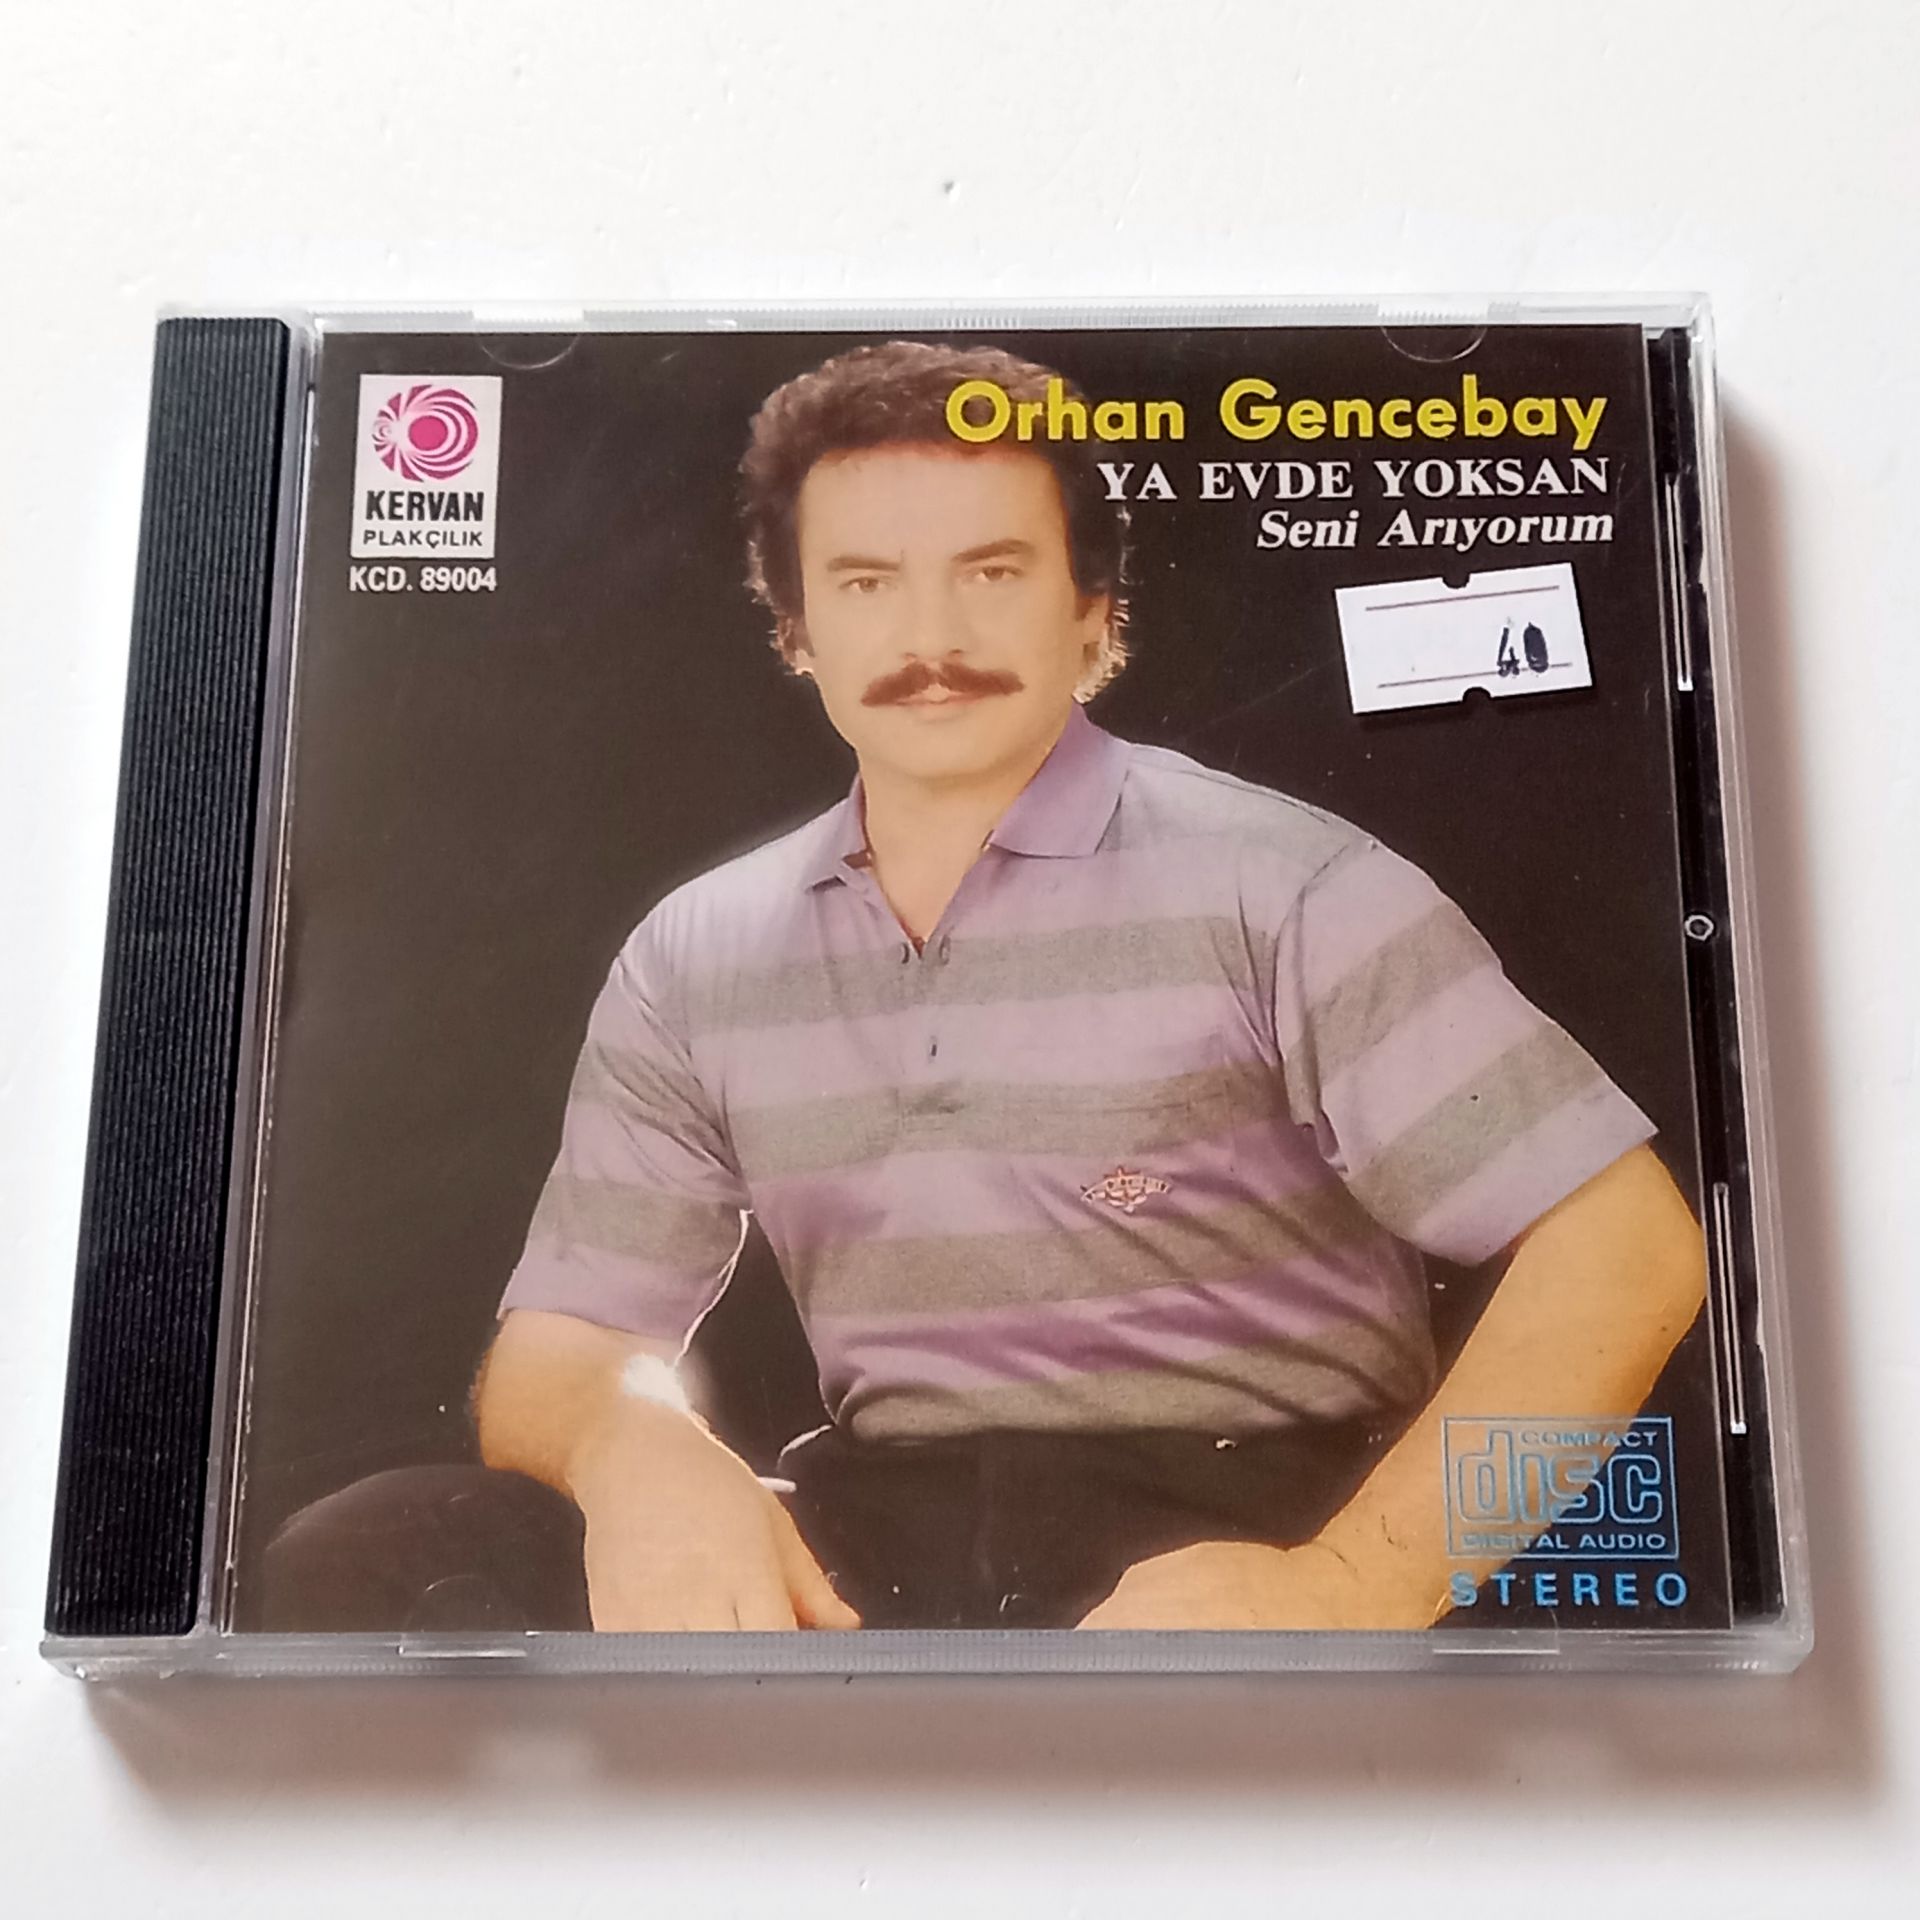 KERVAN
PLAKÇILIK
KCD. 89004
Orhan Gencebay
YA EVDE YOKSAN
Seni Arıyorum
40
COMPACT
disc
DIGITAL AUDIO
STEREO